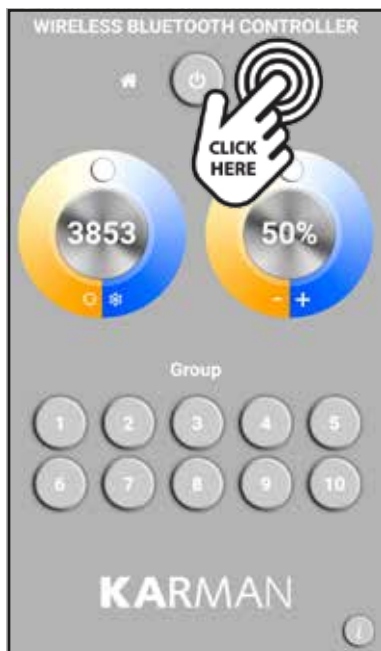 WIRELESS BLUETOOTH CONTROLLER
CLICK
HERE
3853
50%
- +
Group
1 2 3 4 5
6 7 8 9 10
KARMAN
i